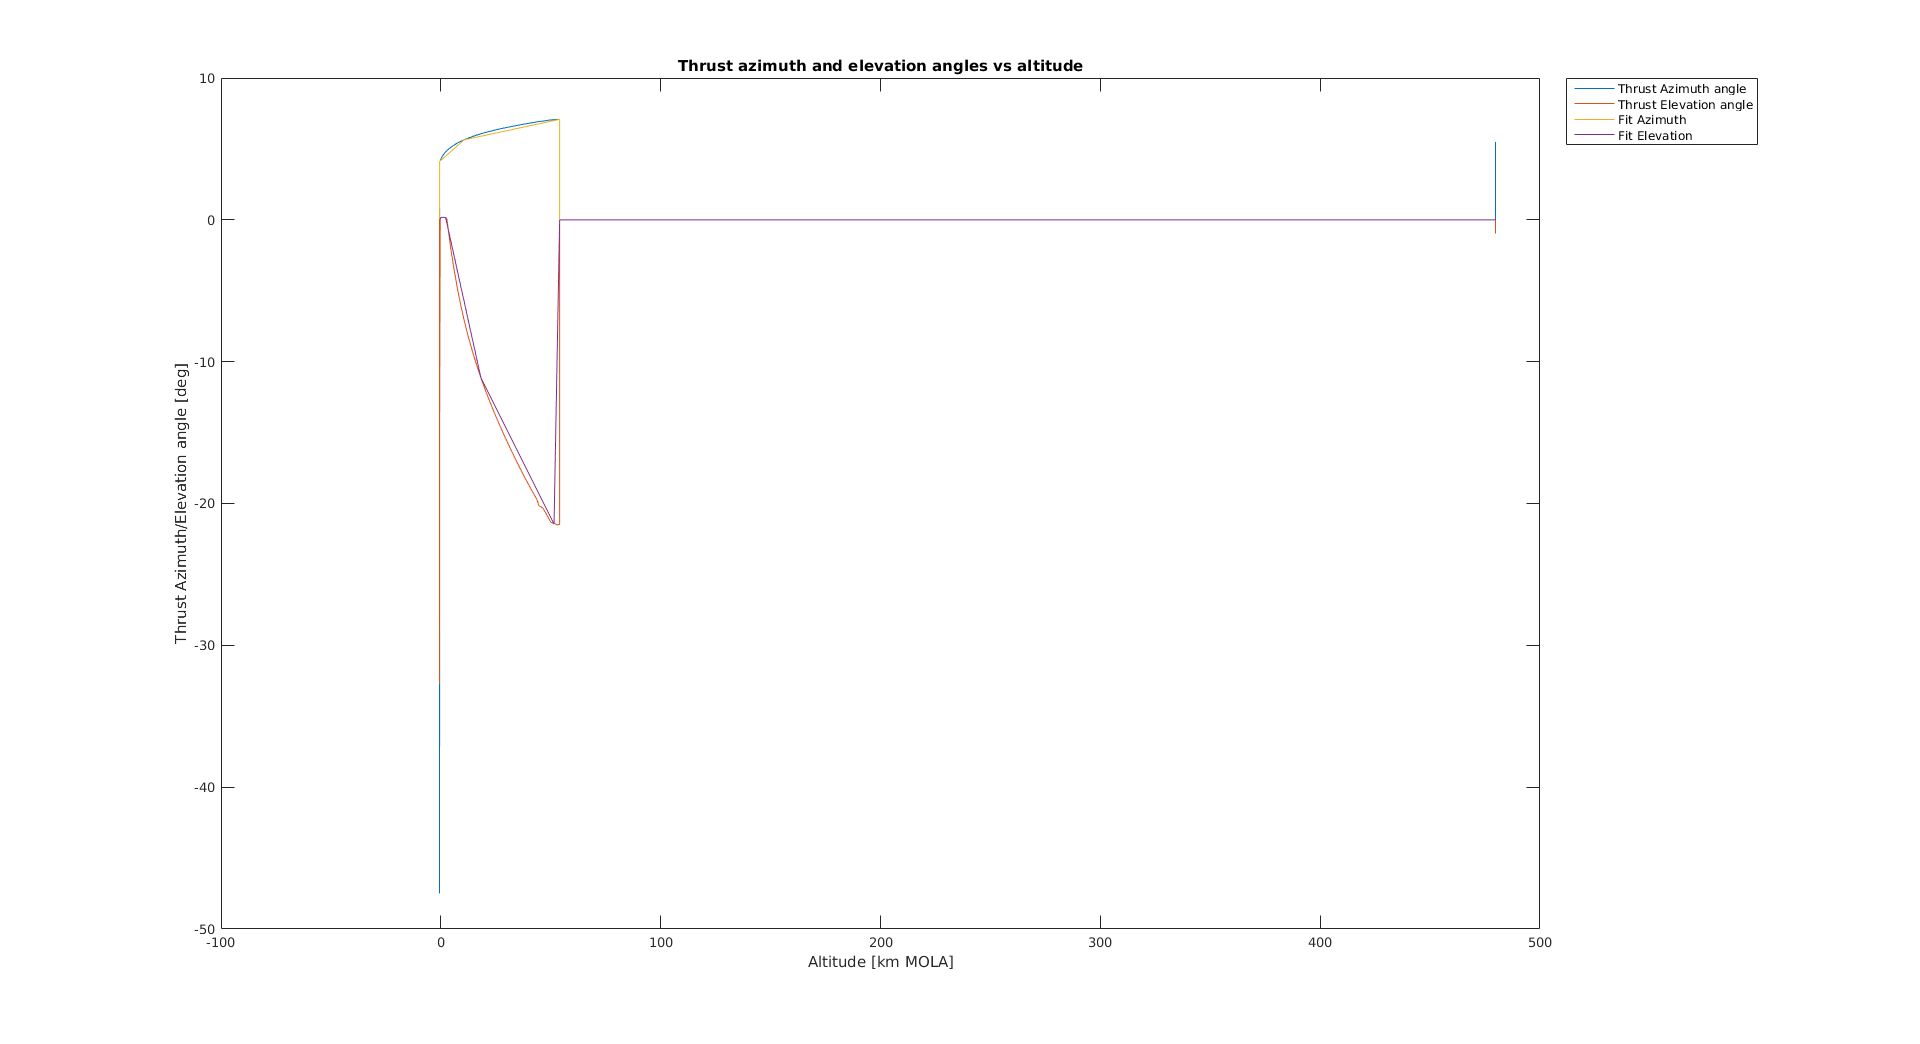 Thrust azimuth and elevation angles vs altitude
Thrust Azimuth angle
Thrust Elevation angle
Fit Azimuth
Fit Elevation
Thrust Azimuth/Elevation angle [deg]
10
0
-10
-20
-30
-40
-50
-100
0
100
200
300
400
500
Altitude [km MOLA]